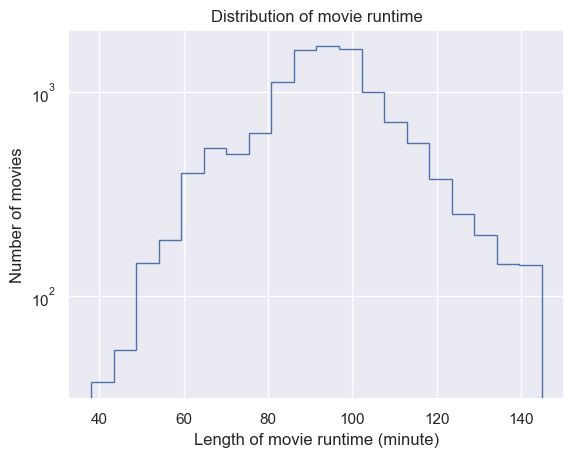 Distribution of movie runtime
Number of movies
10³
10²
40 60 80 100 120 140
Length of movie runtime (minute)